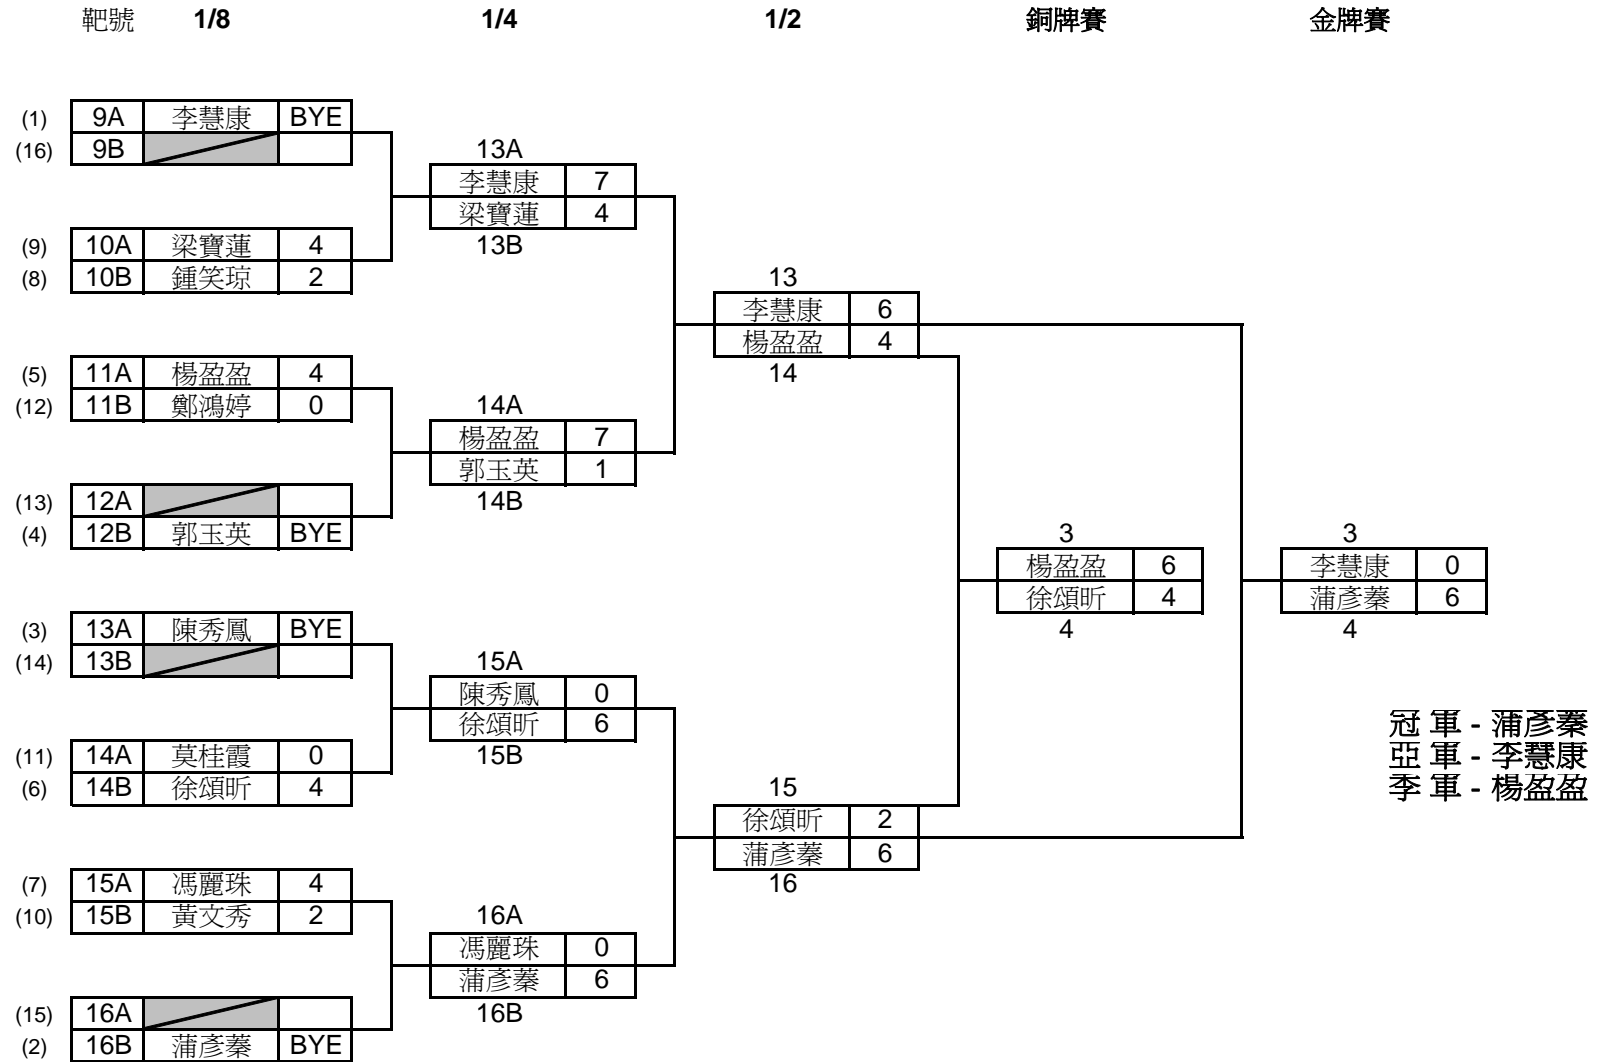 靶號 1/8 1/4 1/2 銅牌賽 金牌賽
(1) 9A 李慧康 BYE
(16) 9B 13A
李慧康 7
梁寶蓮 4
(9) 10A 梁寶蓮 4 13B
(8) 10B 鍾笑琼 2 13
李慧康 6
楊盈盈 4
(5) 11A 楊盈盈 4 14
(12) 11B 鄭鴻婷 0 14A
楊盈盈 7
郭玉英 1
(13) 12A 14B
(4) 12B 郭玉英 BYE 3 3
楊盈盈 6 李慧康 0
徐頌昕 4 蒲彥蓁 6
(3) 13A 陳秀鳳 BYE 4 4
(14) 13B 15A
陳秀鳳 0
徐頌昕 6 冠 軍 - 蒲彥蓁
(11) 14A 莫桂霞 0 15B 亞 軍 - 李慧康
(6) 14B 徐頌昕 4 15 季 軍 - 楊盈盈
徐頌昕 2
蒲彥蓁 6
(7) 15A 馮麗珠 4 16
(10) 15B 黃文秀 2 16A
馮麗珠 0
蒲彥蓁 6
(15) 16A 16B
(2) 16B 蒲彥蓁 BYE